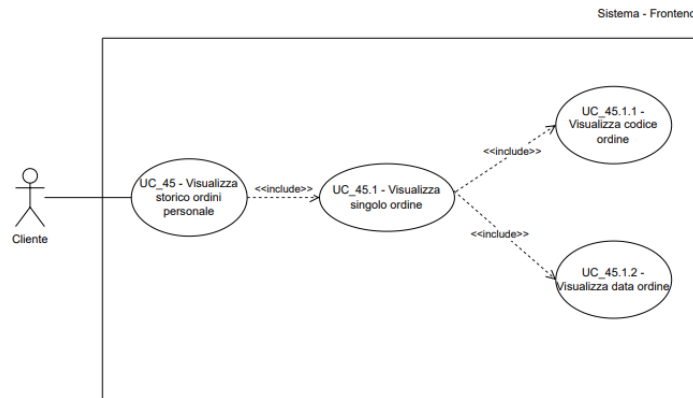 Sistema - Frontend
UC_45.1.1 -
Visualizza codice
ordine
<<include>>
UC_45 - Visualizza
storico ordini
personale
<<include>>
UC_45.1 - Visualizza
singolo ordine
Cliente
<<include>>
UC_45.1.2 -
Visualizza data ordine